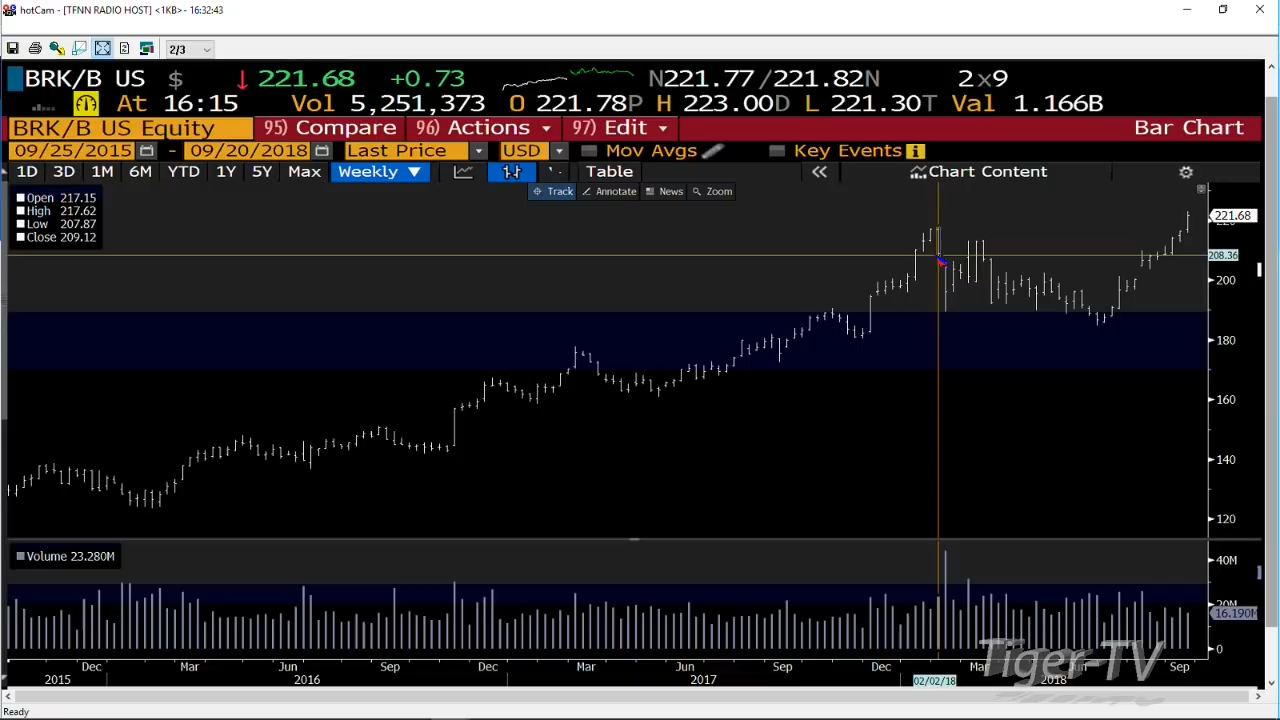 hotCam - [TFNN RADIO HOST] <1KB> - 16:32:43
2/3
BRK/B US $ ↓ 221.68 +0.73 N221.77/221.82N 2x9
At 16:15 Vol 5,251,373 O 221.78P H 223.00D L 221.30T Val 1.166B
BRK/B US Equity 95) Compare 96) Actions 97) Edit Bar Chart
09/25/2015 - 09/20/2018 Last Price USD Mov Avgs Key Events
1D 3D 1M 6M YTD 1Y 5Y Max Weekly ▼ Table « Chart Content
Track Annotate News Zoom
Open 217.15
High 217.62
Low 207.87
Close 209.12
221.68
208.36
200
180
160
140
120
Volume 23.280M
40M
20M
16.190M
0
Dec Mar Jun Sep Dec Mar Jun Sep Dec Mar Jun Sep
2015 2016 2017 02/02/18 2018
Tiger-TV
Ready